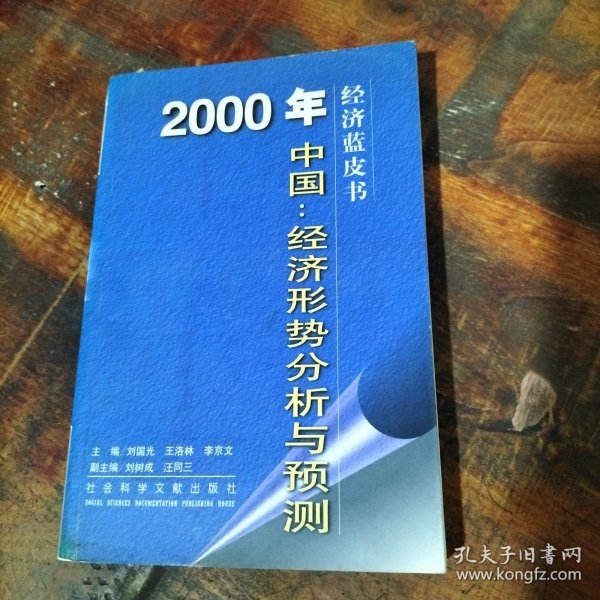 2000年
中国：经济形势分析与预测
经济蓝皮书
主 编/刘国光 王洛林 李京文
副主编/刘树成 汪同三
社会科学文献出版社
SOCIAL SCIENCES DOCUMENTATION PUBLISHING HOUSE
孔夫子旧书网
www.kongfz.com